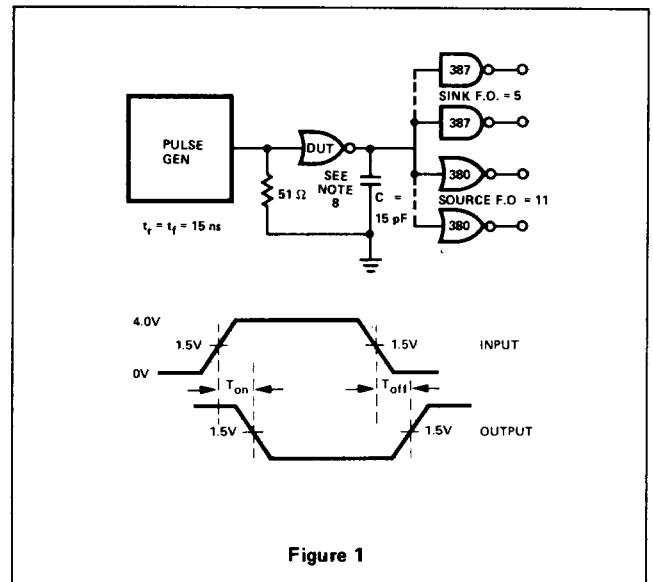 387
SINK F.O. = 5
387
PULSE
GEN
DUT
SEE
NOTE
8
51 Ω
C =
15 pF
380
SOURCE F.O = 11
380
tr = tf = 15 ns
4.0V
1.5V
1.5V
INPUT
0V
Ton
Toff
1.5V
1.5V
OUTPUT
Figure 1